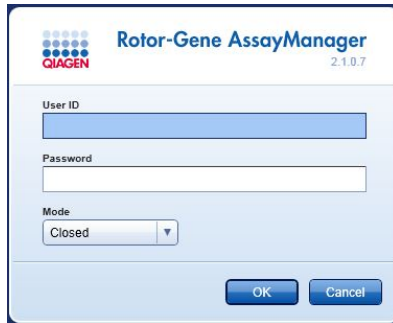 QIAGEN
Rotor-Gene AssayManager
2.1.0.7
User ID
Password
Mode
Closed
OK
Cancel